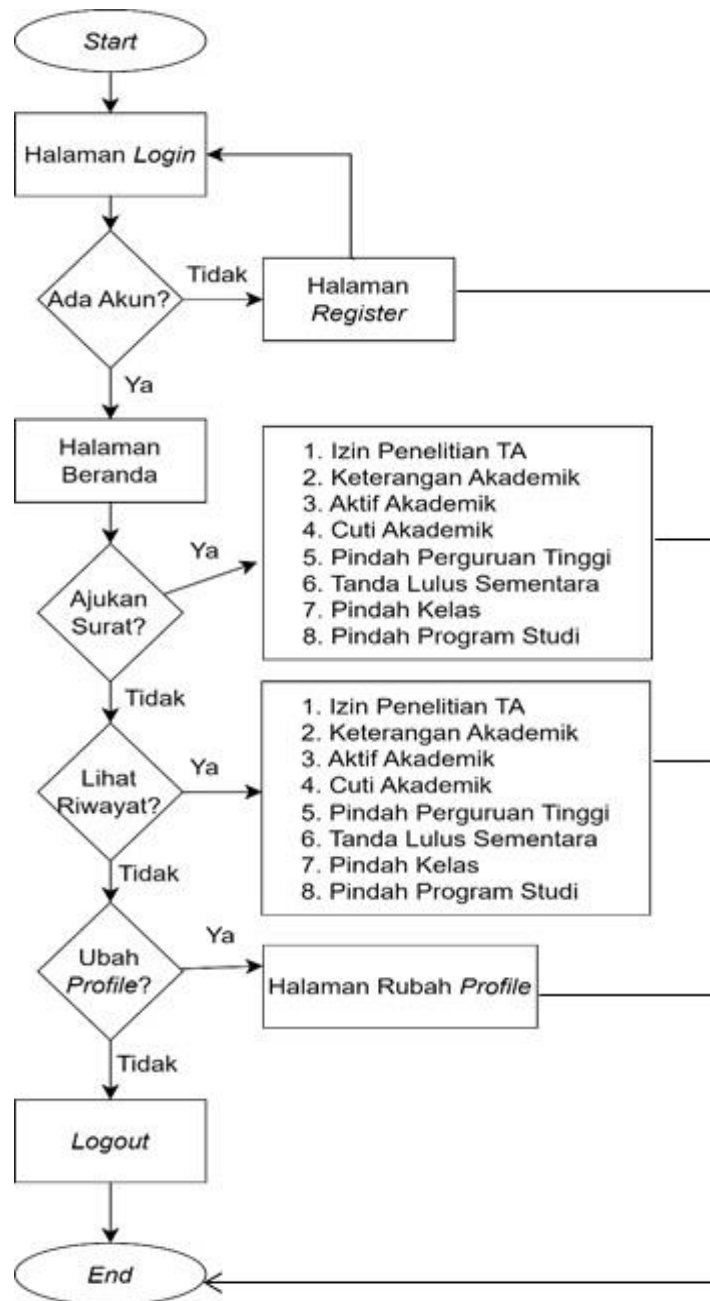 Start
Halaman Login
Ada Akun?
Tidak
Halaman
Register
Ya
Halaman
Beranda
Ajukan
Surat?
Ya
1. Izin Penelitian TA
2. Keterangan Akademik
3. Aktif Akademik
4. Cuti Akademik
5. Pindah Perguruan Tinggi
6. Tanda Lulus Sementara
7. Pindah Kelas
8. Pindah Program Studi
Tidak
Lihat
Riwayat?
Ya
1. Izin Penelitian TA
2. Keterangan Akademik
3. Aktif Akademik
4. Cuti Akademik
5. Pindah Perguruan Tinggi
6. Tanda Lulus Sementara
7. Pindah Kelas
8. Pindah Program Studi
Tidak
Ubah
Profile?
Ya
Halaman Rubah Profile
Tidak
Logout
End